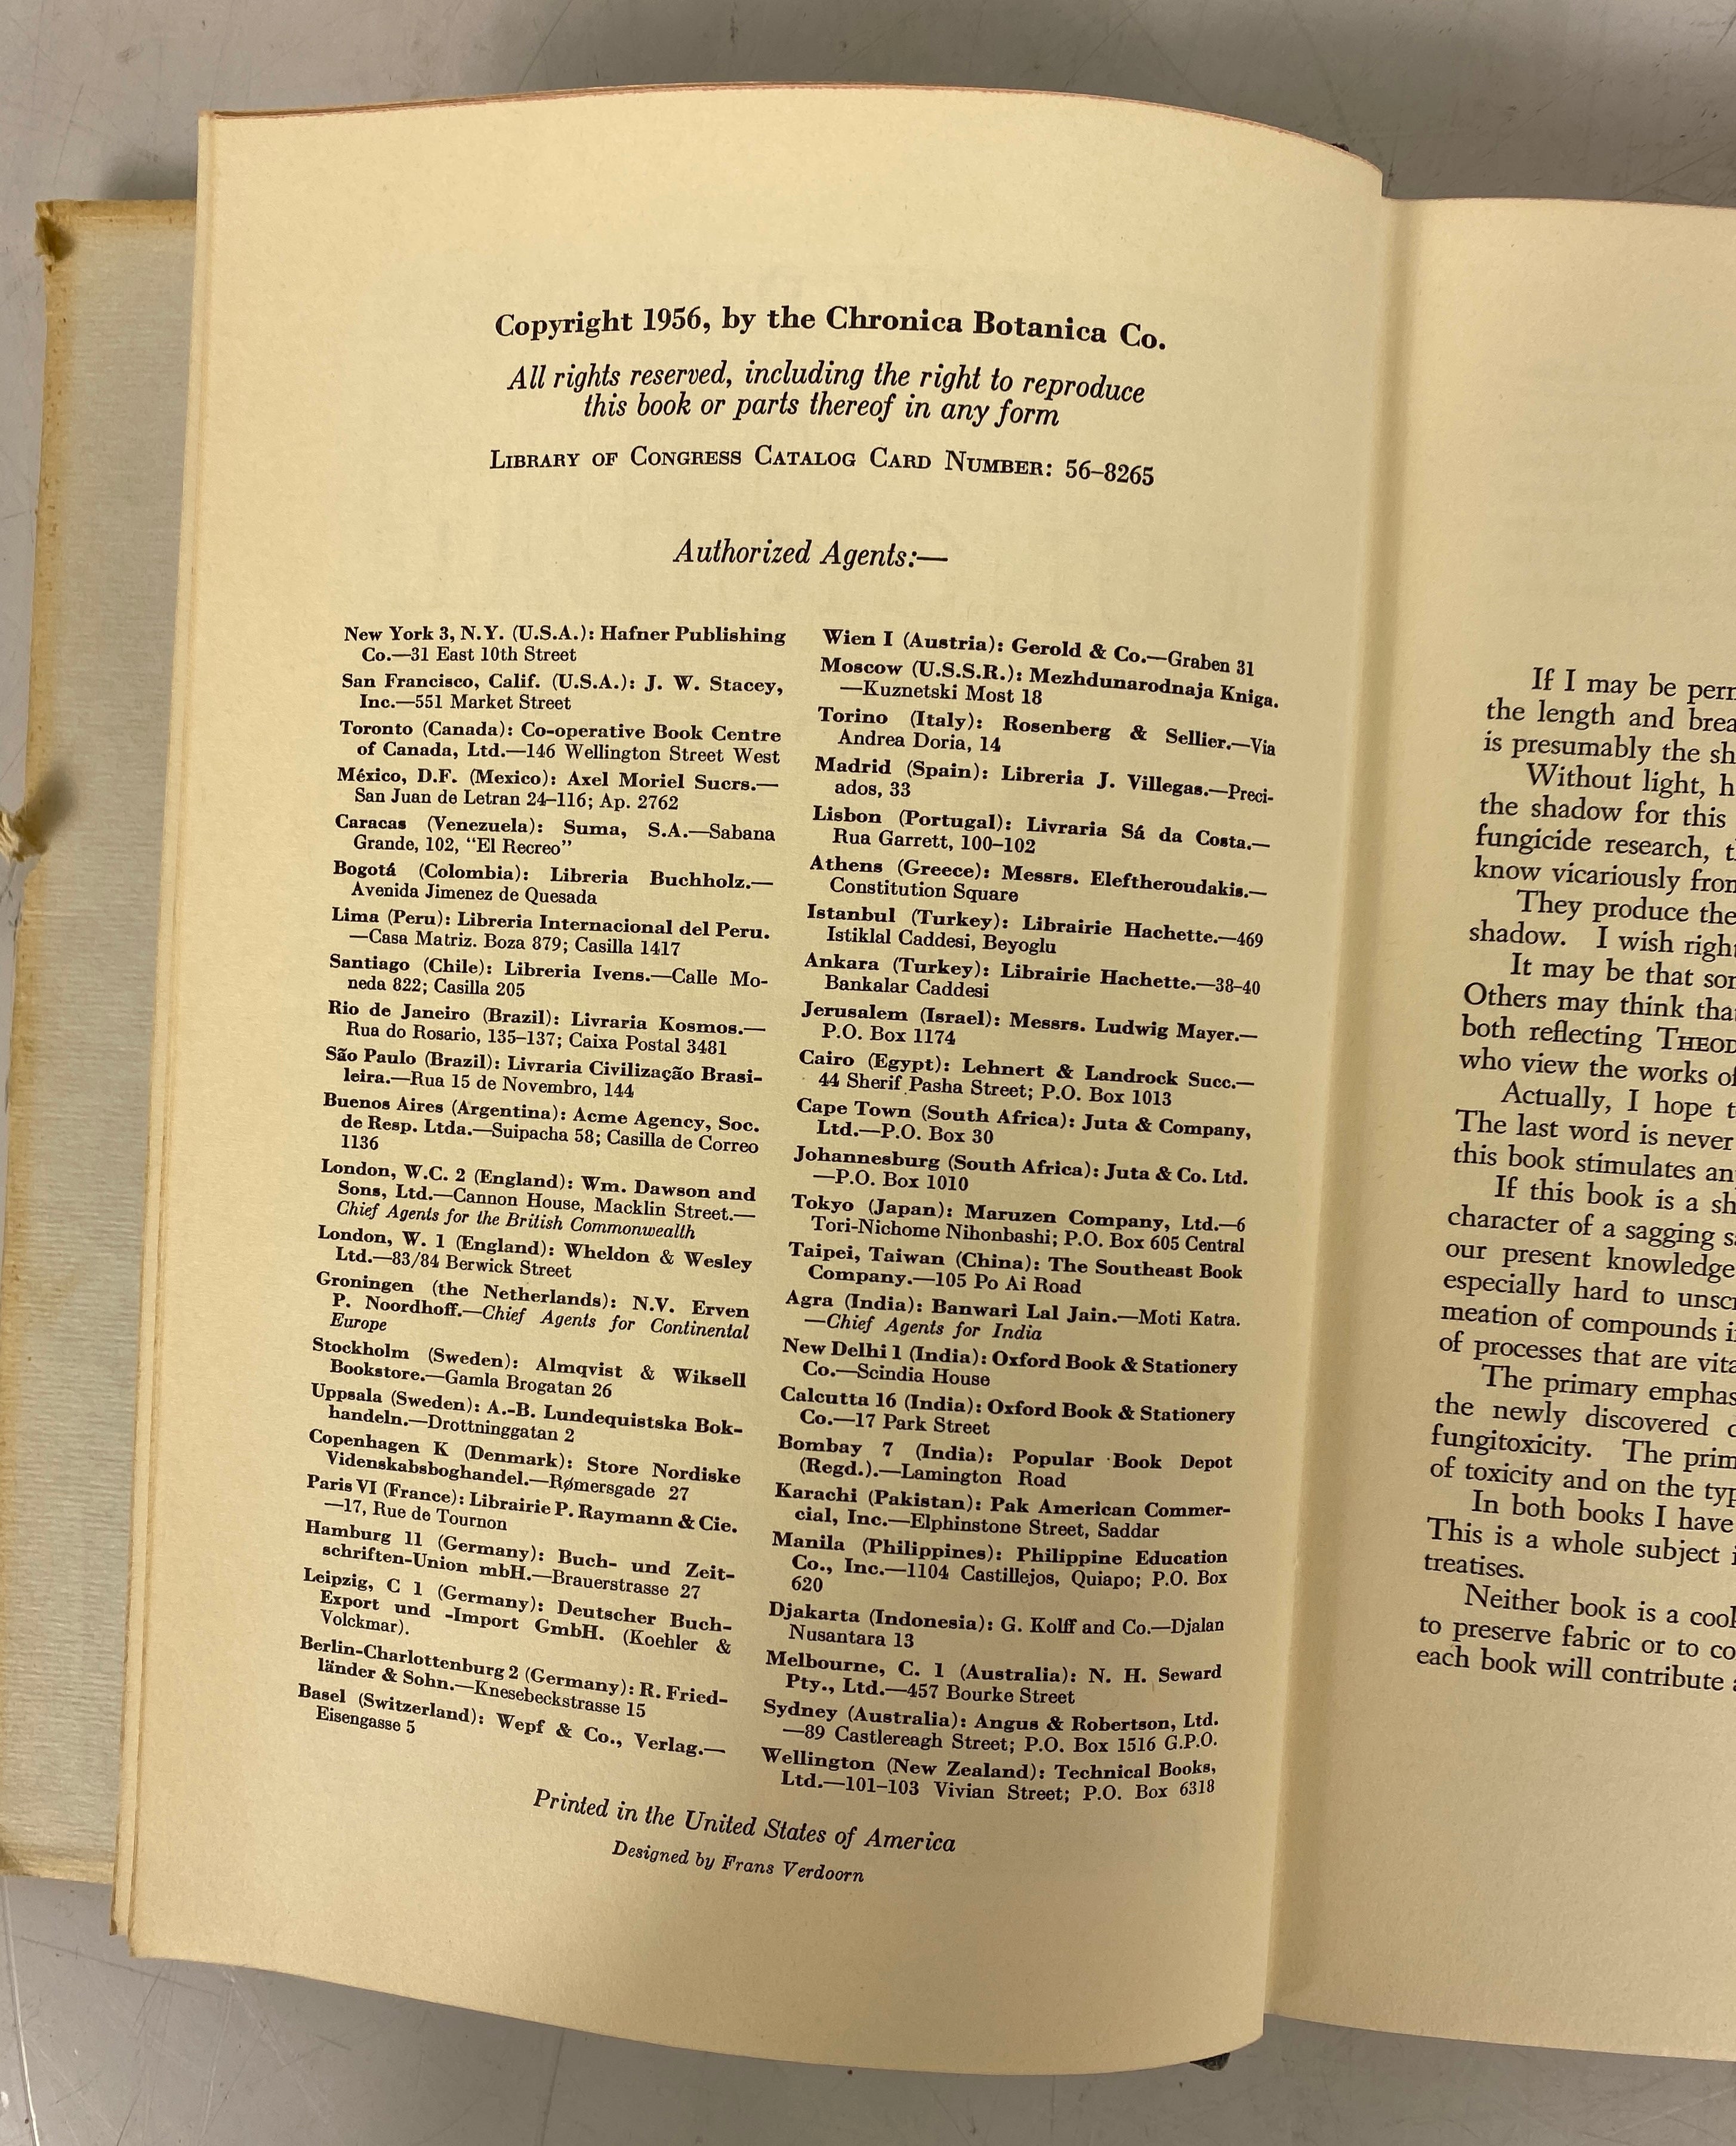 Copyright 1956, by the Chronica Botanica Co.
All rights reserved, including the right to reproduce
this book or parts thereof in any form
LIBRARY OF CONGRESS CATALOG CARD NUMBER: 56–8265
Authorized Agents:—
New York 3, N.Y. (U.S.A.): Hafner Publishing
Co.—31 East 10th Street
San Francisco, Calif. (U.S.A.): J. W. Stacey,
Inc.—551 Market Street
Toronto (Canada): Co-operative Book Centre
of Canada, Ltd.—146 Wellington Street West
México, D.F. (Mexico): Axel Moriel Sucrs.—
San Juan de Letran 24–116; Ap. 2762
Caracas (Venezuela): Suma, S.A.—Sabana
Grande, 102, “El Recreo”
Bogotá (Colombia): Libreria Buchholz.—
Avenida Jimenez de Quesada
Lima (Peru): Libreria Internacional del Peru.
—Casa Matriz. Boza 879; Casilla 1417
Santiago (Chile): Libreria Ivens.—Calle Mo-
neda 822; Casilla 205
Rio de Janeiro (Brazil): Livraria Kosmos.—
Rua do Rosario, 135–137; Caixa Postal 3481
São Paulo (Brazil): Livraria Civilização Brasi-
leira.—Rua 15 de Novembro, 144
Buenos Aires (Argentina): Acme Agency, Soc.
de Resp. Ltda.—Suipacha 58; Casilla de Correo
1136
London, W.C. 2 (England): Wm. Dawson and
Sons, Ltd.—Cannon House, Macklin Street.—
Chief Agents for the British Commonwealth
London, W. 1 (England): Wheldon & Wesley
Ltd.—83/84 Berwick Street
Groningen (the Netherlands): N.V. Erven
P. Noordhoff.—Chief Agents for Continental
Europe
Stockholm (Sweden): Almqvist & Wiksell
Bookstore.—Gamla Brogatan 26
Uppsala (Sweden): A.-B. Lundequistska Bok-
handeln.—Drottninggatan 2
Copenhagen K (Denmark): Store Nordiske
Videnskabsboghandel.—Rømersgade 27
Paris VI (France): Librairie P. Raymann & Cie.
—17, Rue de Tournon
Hamburg 11 (Germany): Buch- und Zeit-
schriften-Union mbH.—Brauerstrasse 27
Leipzig, C 1 (Germany): Deutscher Buch-
Export und -Import GmbH. (Koehler &
Volckmar).
Berlin-Charlottenburg 2 (Germany): R. Fried-
länder & Sohn.—Knesebeckstrasse 15
Basel (Switzerland): Wepf & Co., Verlag.—
Eisengasse 5
Wien I (Austria): Gerold & Co.—Graben 31
Moscow (U.S.S.R.): Mezhdunarodnaja Kniga.
—Kuznetski Most 18
Torino (Italy): Rosenberg & Sellier.—Via
Andrea Doria, 14
Madrid (Spain): Libreria J. Villegas.—Preci-
ados, 33
Lisbon (Portugal): Livraria Sá da Costa.—
Rua Garrett, 100–102
Athens (Greece): Messrs. Eleftheroudakis.—
Constitution Square
Istanbul (Turkey): Librairie Hachette.—469
Istiklal Caddesi, Beyoglu
Ankara (Turkey): Librairie Hachette.—38–40
Bankalar Caddesi
Jerusalem (Israel): Messrs. Ludwig Mayer.—
P.O. Box 1174
Cairo (Egypt): Lehnert & Landrock Succ.—
44 Sherif Pasha Street; P.O. Box 1013
Cape Town (South Africa): Juta & Company,
Ltd.—P.O. Box 30
Johannesburg (South Africa): Juta & Co. Ltd.
—P.O. Box 1010
Tokyo (Japan): Maruzen Company, Ltd.—6
Tori-Nichome Nihonbashi; P.O. Box 605 Central
Taipei, Taiwan (China): The Southeast Book
Company.—105 Po Ai Road
Agra (India): Banwari Lal Jain.—Moti Katra.
—Chief Agents for India
New Delhi 1 (India): Oxford Book & Stationery
Co.—Scindia House
Calcutta 16 (India): Oxford Book & Stationery
Co.—17 Park Street
Bombay 7 (India): Popular Book Depot
(Regd.).—Lamington Road
Karachi (Pakistan): Pak American Commer-
cial, Inc.—Elphinstone Street, Saddar
Manila (Philippines): Philippine Education
Co., Inc.—1104 Castillejos, Quiapo; P.O. Box
620
Djakarta (Indonesia): G. Kolff and Co.—Djalan
Nusantara 13
Melbourne, C. 1 (Australia): N. H. Seward
Pty., Ltd.—457 Bourke Street
Sydney (Australia): Angus & Robertson, Ltd.
—89 Castlereagh Street; P.O. Box 1516 G.P.O.
Wellington (New Zealand): Technical Books,
Ltd.—101–103 Vivian Street; P.O. Box 6318
Printed in the United States of America
Designed by Frans Verdoorn
If I may be
the length and
is presumably the
Without light,
the shadow for this
fungicide research,
know vicariously
They produce
shadow. I wish
It may be that
Others may think
both reflecting
who view the works
Actually, I hope
The last word is never
this book stimulates
If this book is a
character of a sagging
our present knowledge
especially hard to
meation of compounds
of processes that are
The primary
the newly discovered
fungitoxicity. The
of toxicity and on the
In both books I have
This is a whole subject
treatises.
Neither book is a
to preserve fabric or to
each book will contribute